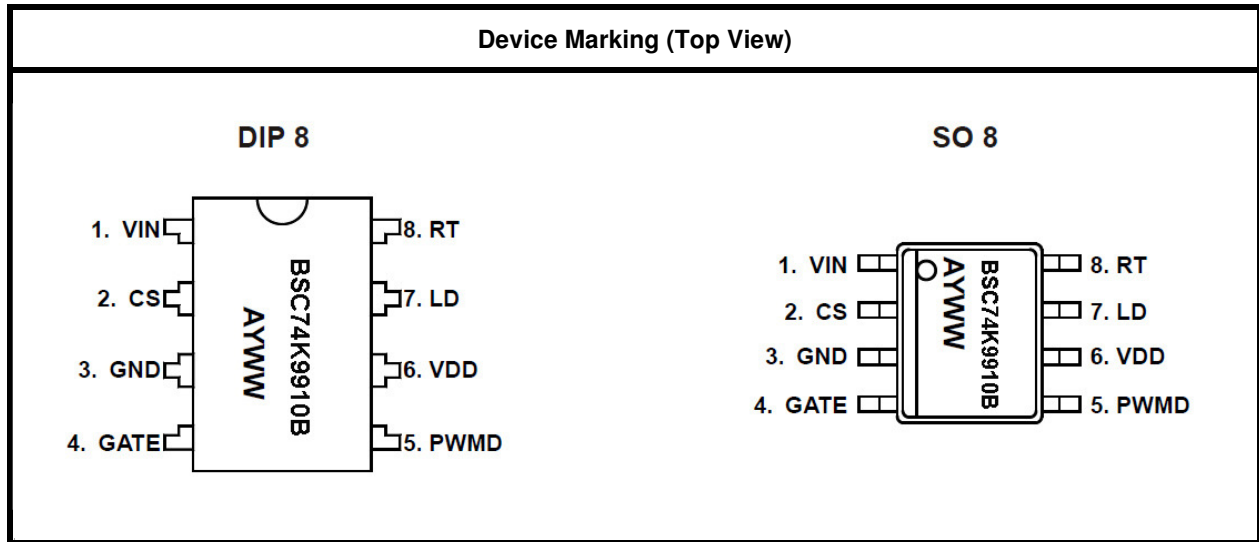 Device Marking (Top View)
DIP 8
1. VIN
2. CS
3. GND
4. GATE
8. RT
7. LD
6. VDD
5. PWMD
BSC74K9910B
AYWW
SO 8
1. VIN
2. CS
3. GND
4. GATE
8. RT
7. LD
6. VDD
5. PWMD
BSC74K9910B
AYWW